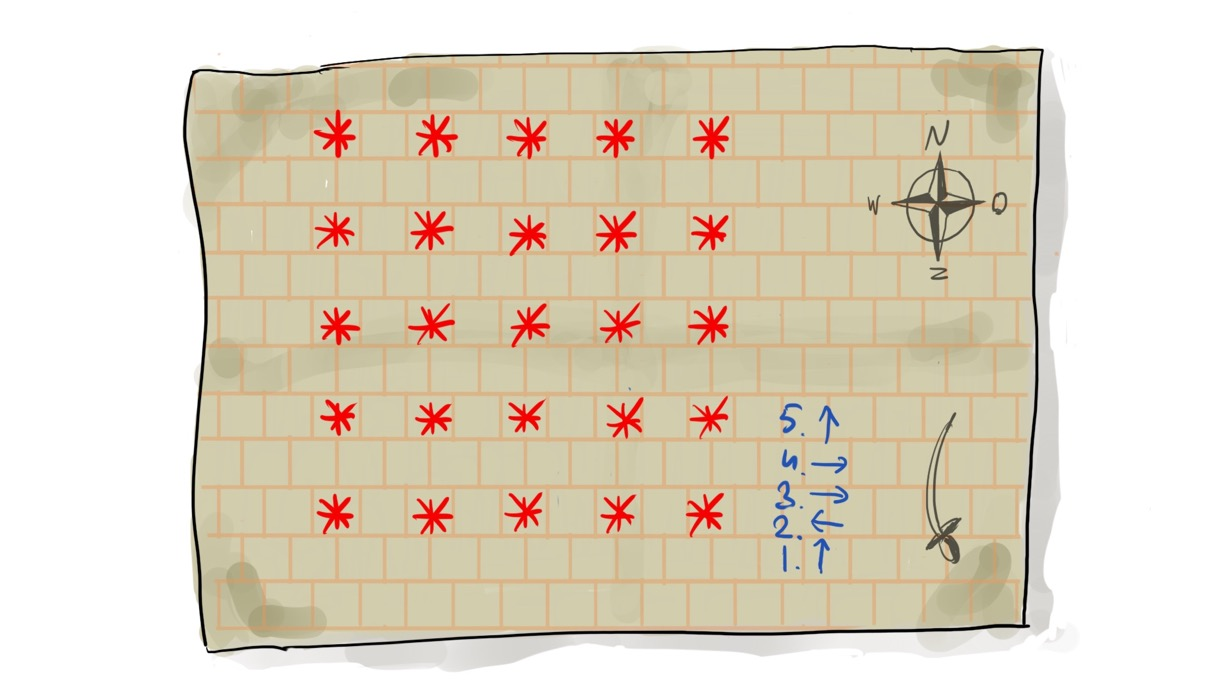 N
W O
Z
5. ↑
4. →
3. →
2. ←
1. ↑